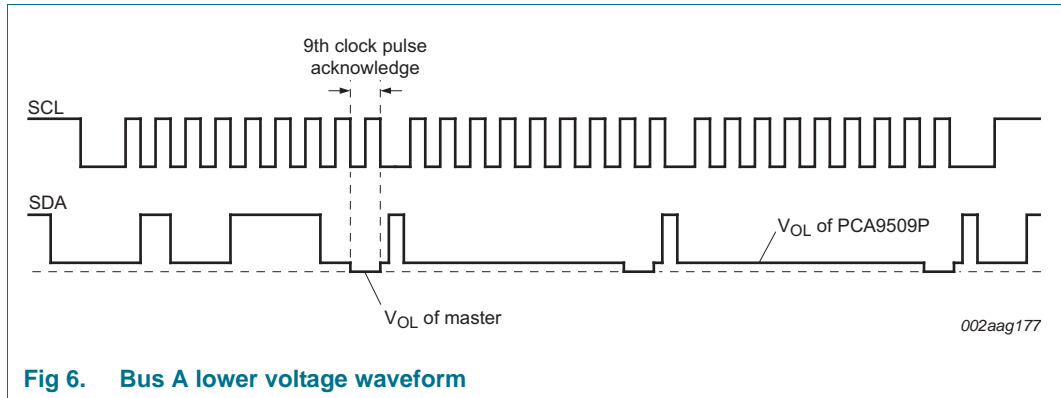 9th clock pulse
acknowledge
SCL
SDA
VOL of PCA9509P
VOL of master
002aag177
Fig 6. Bus A lower voltage waveform